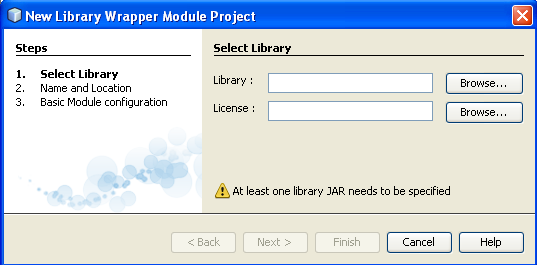 New Library Wrapper Module Project
Steps
1. Select Library
2. Name and Location
3. Basic Module configuration
Select Library
Library : Browse...
License : Browse...
At least one library JAR needs to be specified
< Back Next > Finish Cancel Help